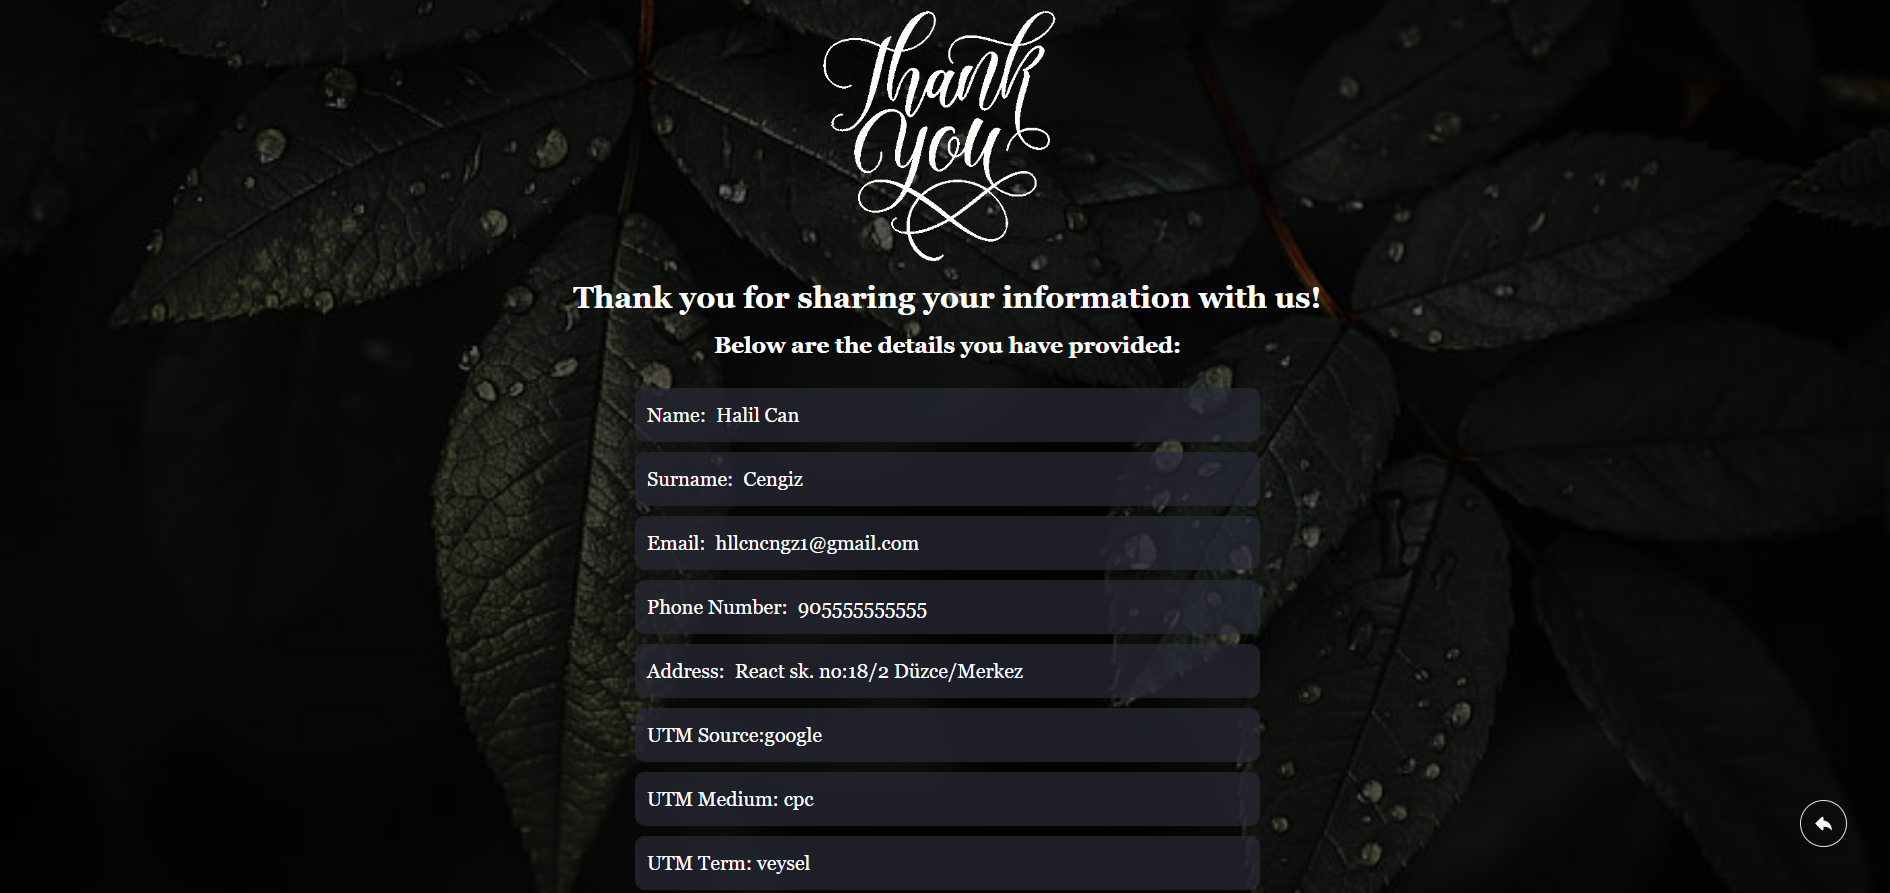 Thank
You
Thank you for sharing your information with us!
Below are the details you have provided:
Name: Halil Can
Surname: Cengiz
Email: hllcncngz1@gmail.com
Phone Number: 905555555555
Address: React sk. no:18/2 Düzce/Merkez
UTM Source:google
UTM Medium: cpc
UTM Term: veysel